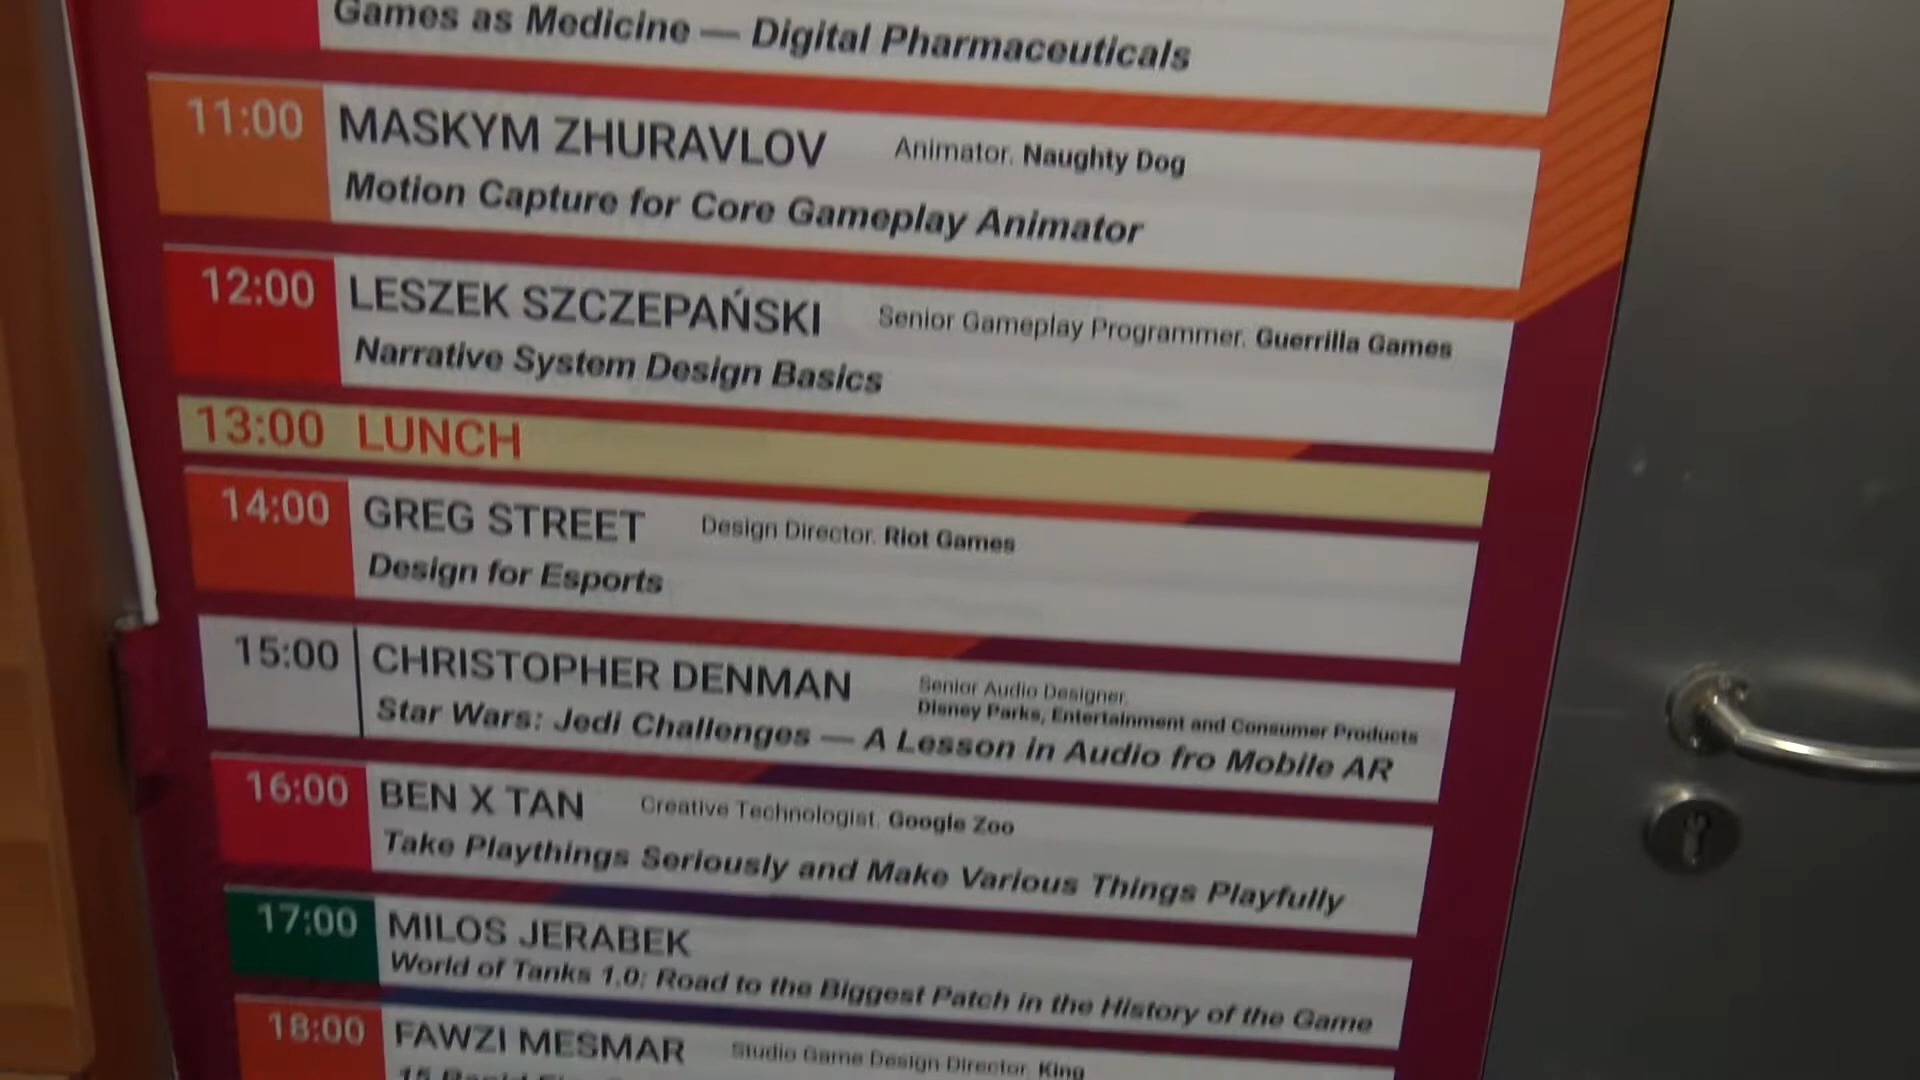 Games as Medicine — Digital Pharmaceuticals
11:00 MASKYM ZHURAVLOV Animator. Naughty Dog
Motion Capture for Core Gameplay Animator
12:00 LESZEK SZCZEPAŃSKI Senior Gameplay Programmer. Guerrilla Games
Narrative System Design Basics
13:00 LUNCH
14:00 GREG STREET Design Director. Riot Games
Design for Esports
15:00 CHRISTOPHER DENMAN Senior Audio Designer.
Disney Parks, Entertainment and Consumer Products
Star Wars: Jedi Challenges — A Lesson in Audio fro Mobile AR
16:00 BEN X TAN Creative Technologist. Google Zoo
Take Playthings Seriously and Make Various Things Playfully
17:00 MILOS JERABEK
World of Tanks 1.0: Road to the Biggest Patch in the History of the Game
18:00 FAWZI MESMAR Studio Game Design Director. King
15